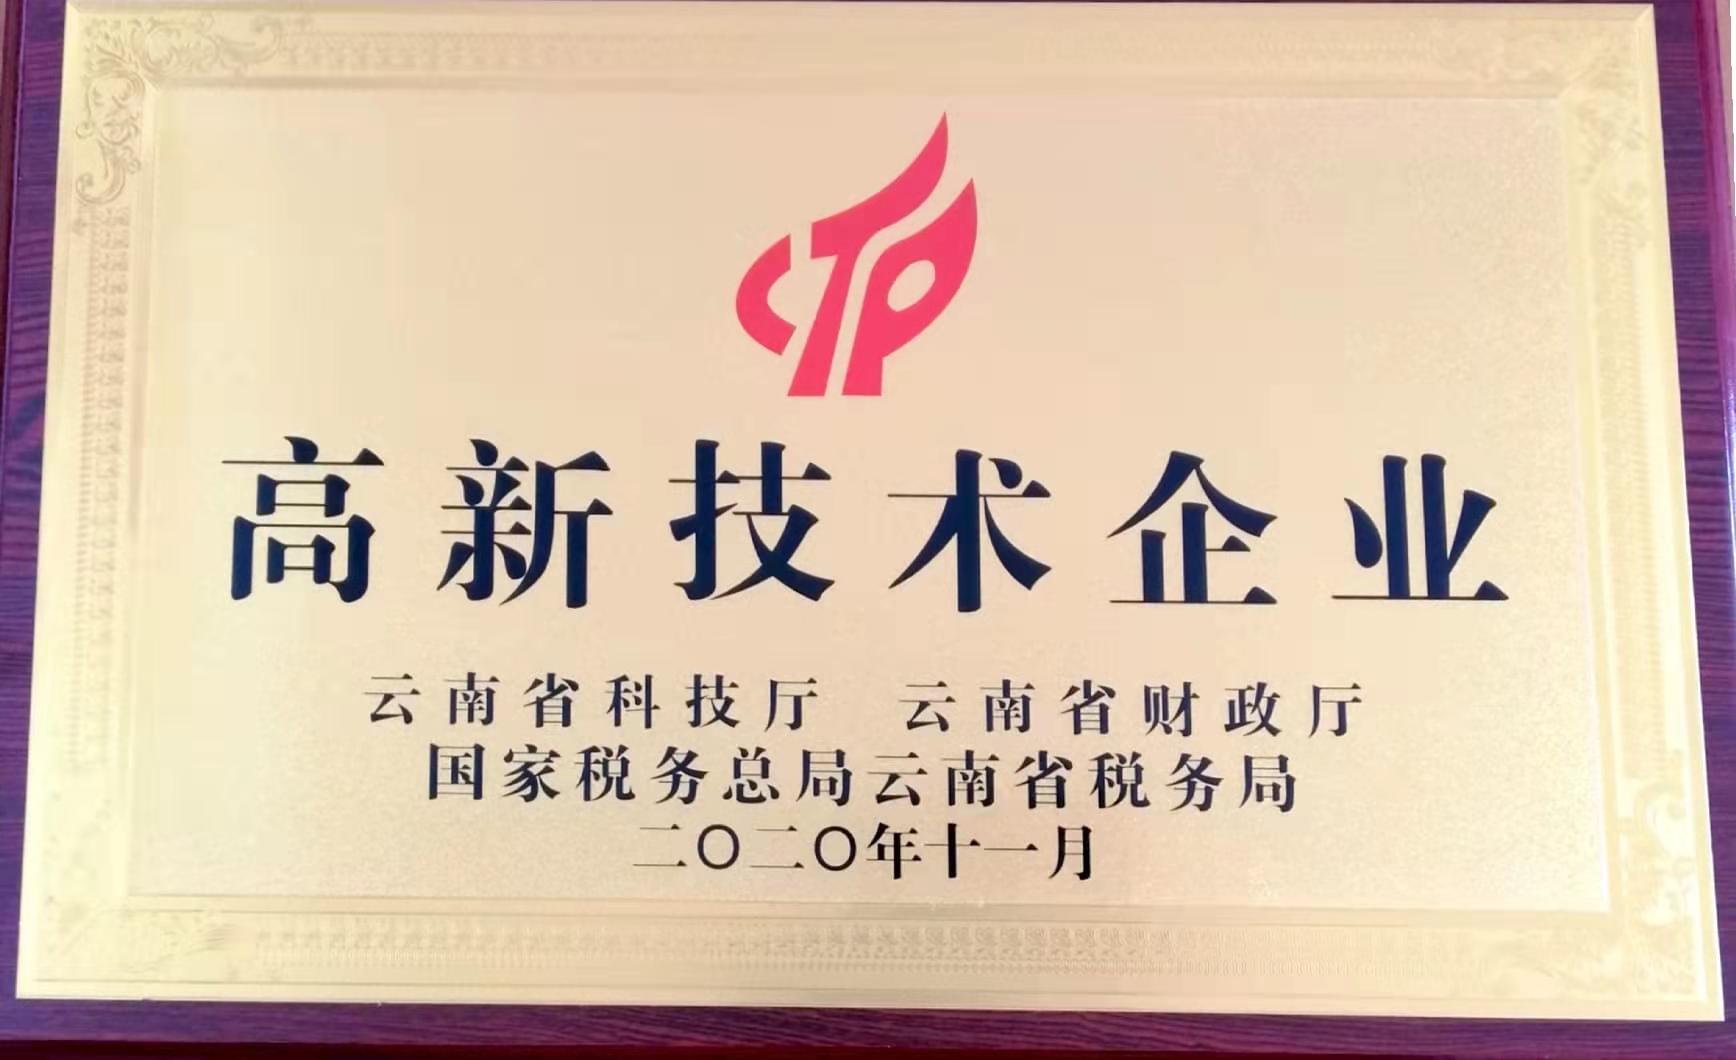 CTP
高新技术企业
云南省科技厅 云南省财政厅
国家税务总局云南省税务局
二〇二〇年十一月